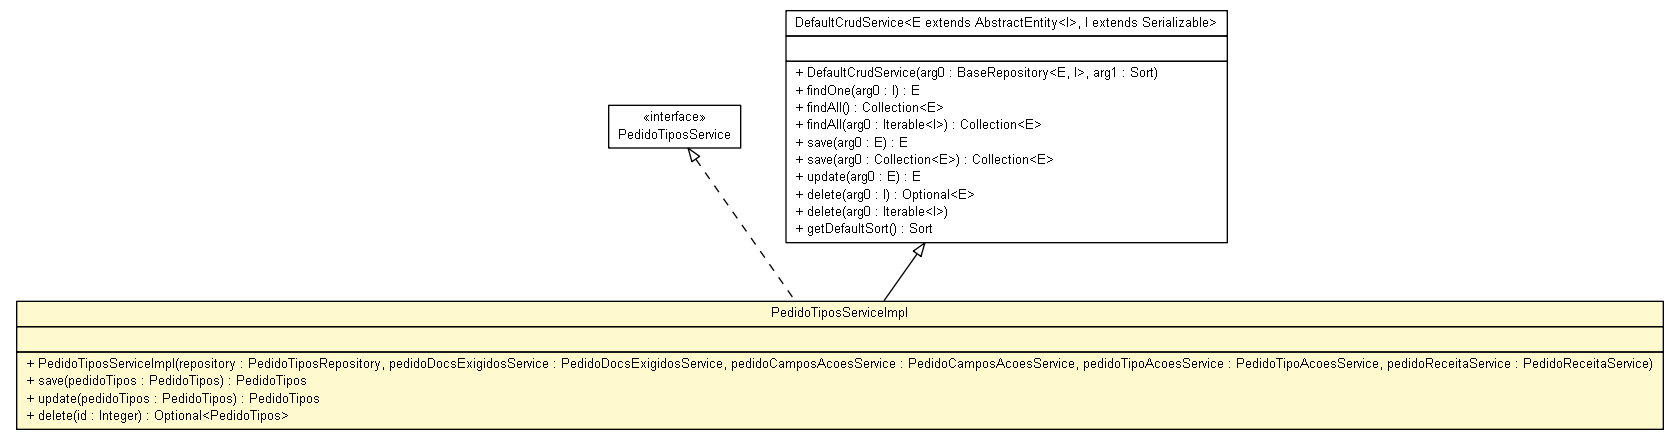 DefaultCrudService<E extends AbstractEntity<I>, I extends Serializable>
+ DefaultCrudService(arg0 : BaseRepository<E, I>, arg1 : Sort)
+ findOne(arg0 : I) : E
+ findAll() : Collection<E>
+ findAll(arg0 : Iterable<I>) : Collection<E>
+ save(arg0 : E) : E
+ save(arg0 : Collection<E>) : Collection<E>
+ update(arg0 : E) : E
+ delete(arg0 : I) : Optional<E>
+ delete(arg0 : Iterable<I>)
+ getDefaultSort() : Sort
«interface»
PedidoTiposService
PedidoTiposServiceImpl
+ PedidoTiposServiceImpl(repository : PedidoTiposRepository, pedidoDocsExigidosService : PedidoDocsExigidosService, pedidoCamposAcoesService : PedidoCamposAcoesService, pedidoTipoAcoesService : PedidoTipoAcoesService, pedidoReceitaService : PedidoReceitaService)
+ save(pedidoTipos : PedidoTipos) : PedidoTipos
+ update(pedidoTipos : PedidoTipos) : PedidoTipos
+ delete(id : Integer) : Optional<PedidoTipos>